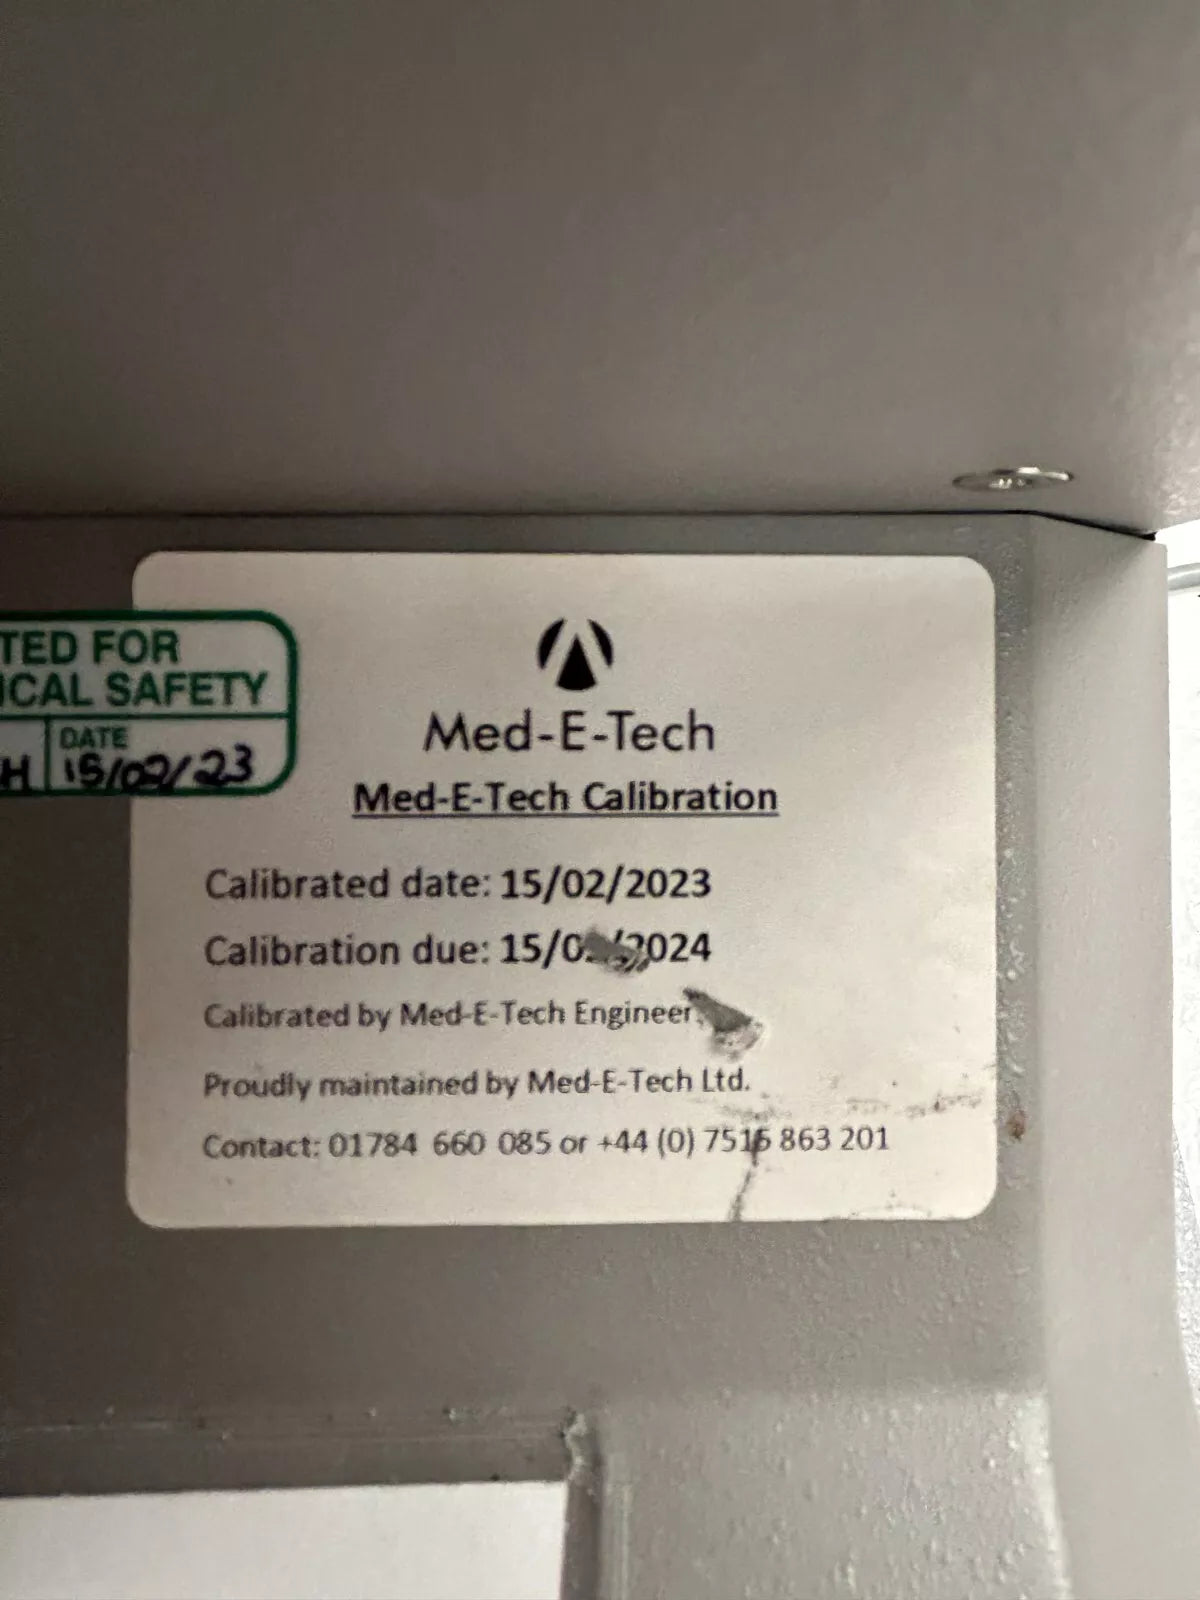 TED FOR
ICAL SAFETY
DATE
H 15/02/23
Med-E-Tech
Med-E-Tech Calibration
Calibrated date: 15/02/2023
Calibration due:
Calibrated by Med-E-Tech Engineer
Proudly maintained by Med-E-Tech Ltd.
Contact: 01784 660 085 or +44 (0) 7516 863 201